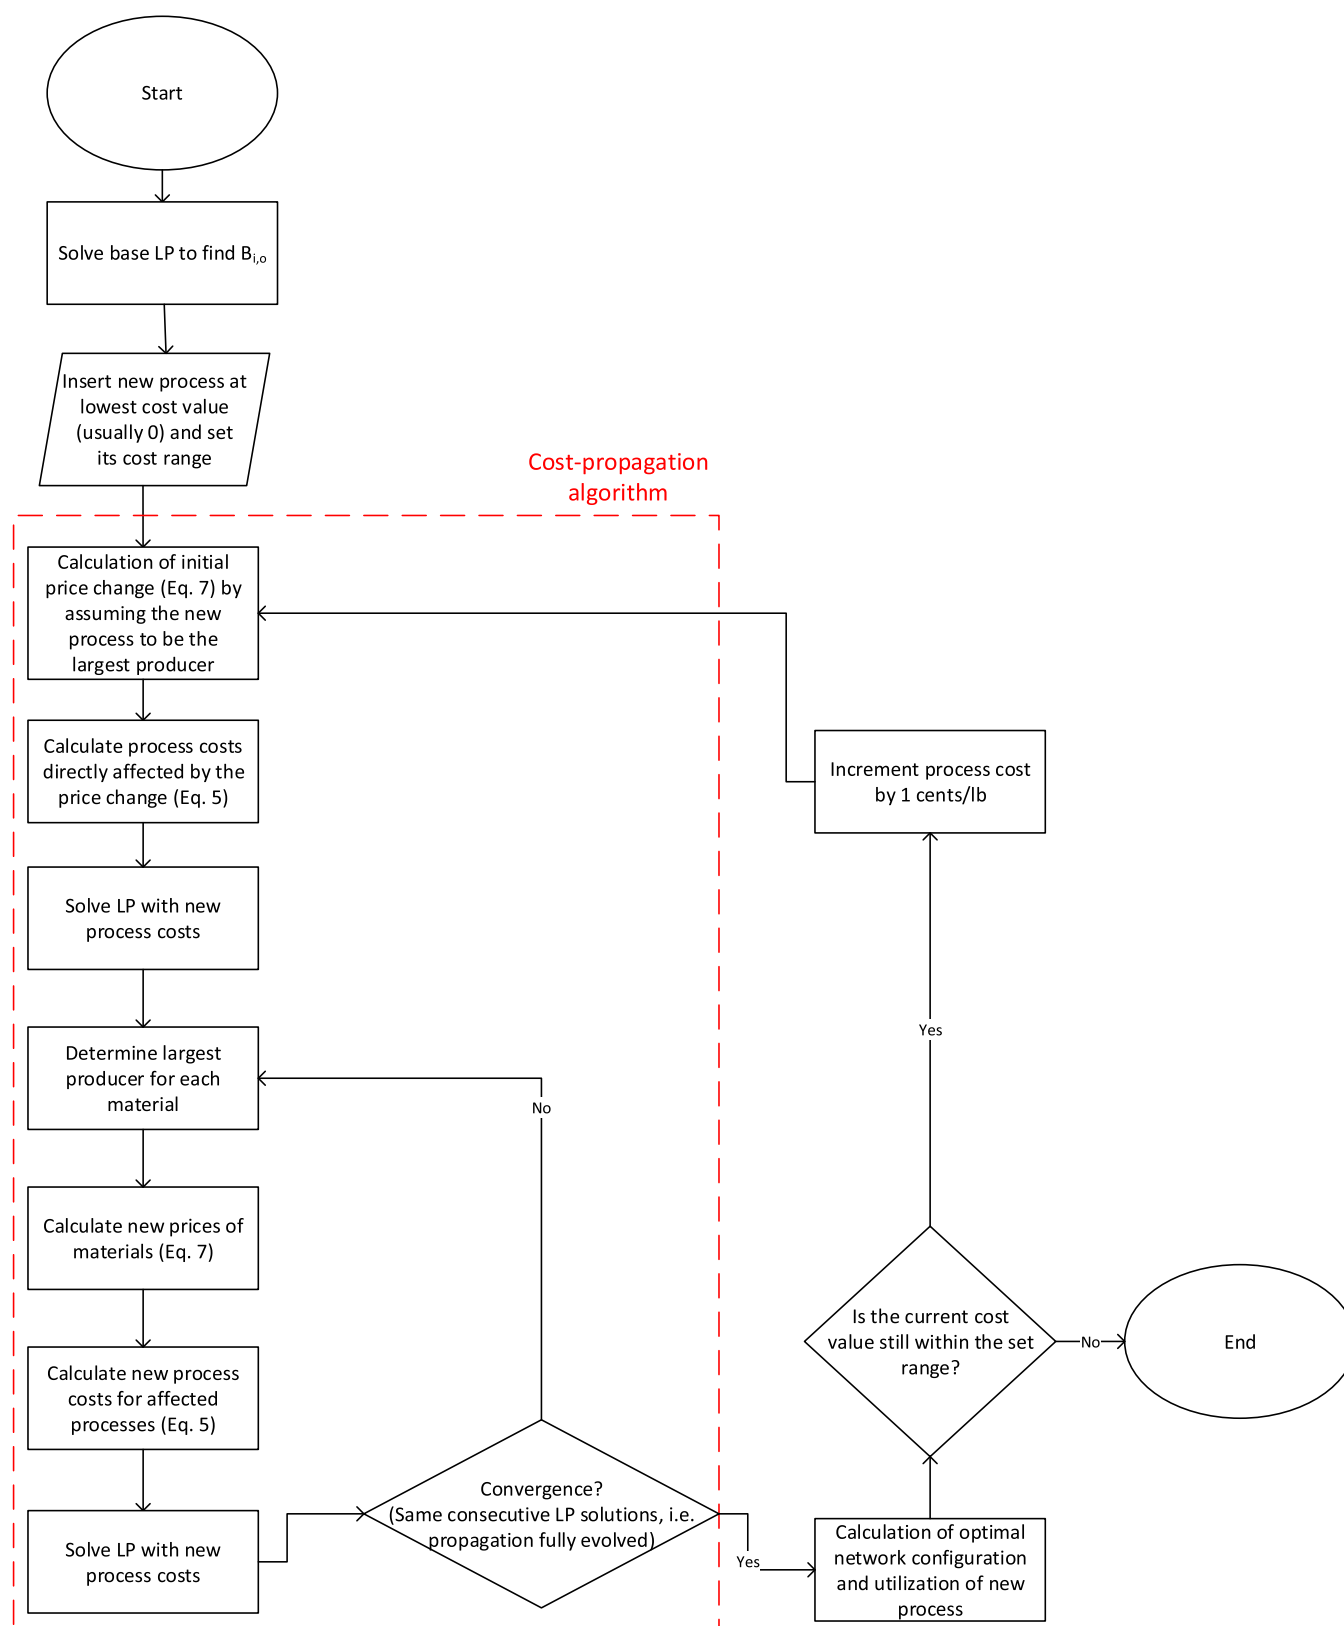 Start
Solve base LP to find Bi,o
Insert new process at
lowest cost value
(usually 0) and set
its cost range
Cost-propagation
algorithm
Calculation of initial
price change (Eq. 7) by
assuming the new
process to be the
largest producer
Calculate process costs
directly affected by the
price change (Eq. 5)
Solve LP with new
process costs
Determine largest
producer for each
material
Calculate new prices of
materials (Eq. 7)
Calculate new process
costs for affected
processes (Eq. 5)
Solve LP with new
process costs
Convergence?
(Same consecutive LP solutions, i.e.
propagation fully evolved)
No
Yes
Calculation of optimal
network configuration
and utilization of new
process
Is the current cost
value still within the set
range?
Yes
Increment process cost
by 1 cents/lb
No
End